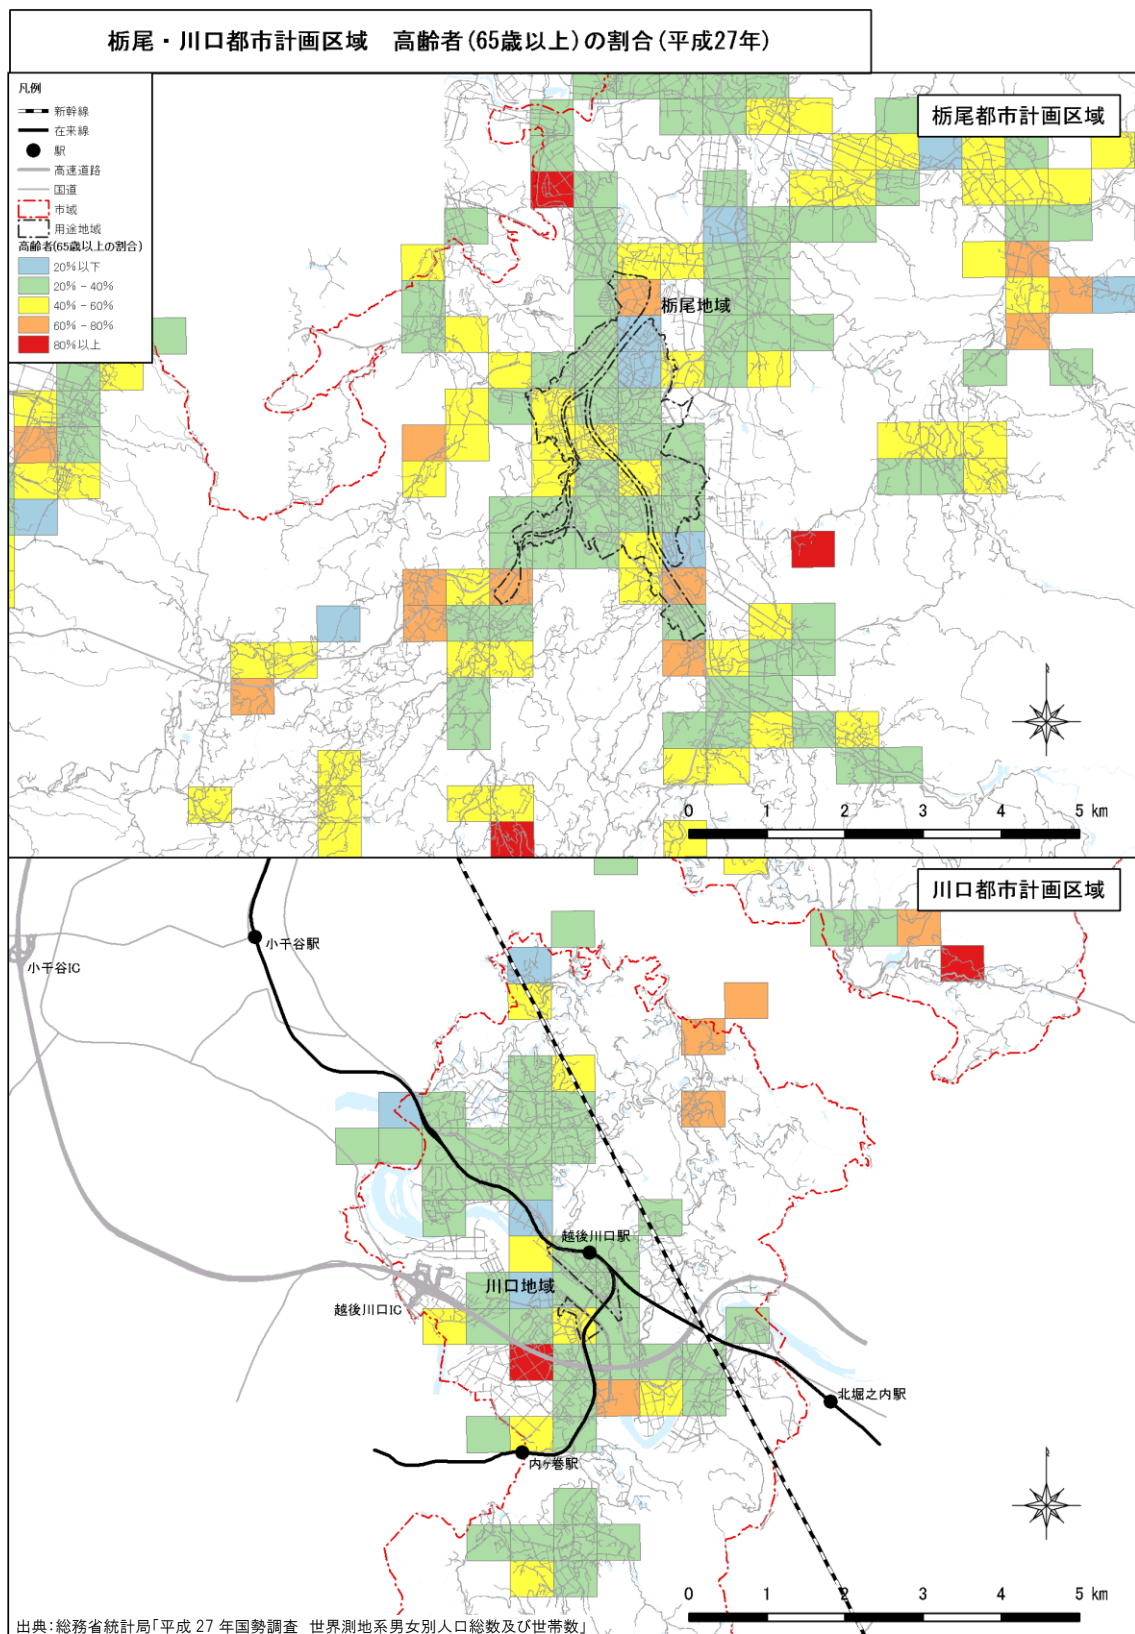 栃尾・川口都市計画区域　高齢者(65歳以上)の割合(平成27年)
凡例
新幹線
在来線
駅
高速道路
国道
市域
用途地域
高齢者(65歳以上の割合)
20%以下
20% - 40%
40% - 60%
60% - 80%
80%以上
栃尾都市計画区域
栃尾地域
0 1 2 3 4 5 km
川口都市計画区域
小千谷駅
小千谷IC
越後川口駅
川口地域
越後川口IC
北堀之内駅
内ヶ巻駅
0 1 2 3 4 5 km
出典：総務省統計局「平成 27 年国勢調査　世界測地系男女別人口総数及び世帯数」